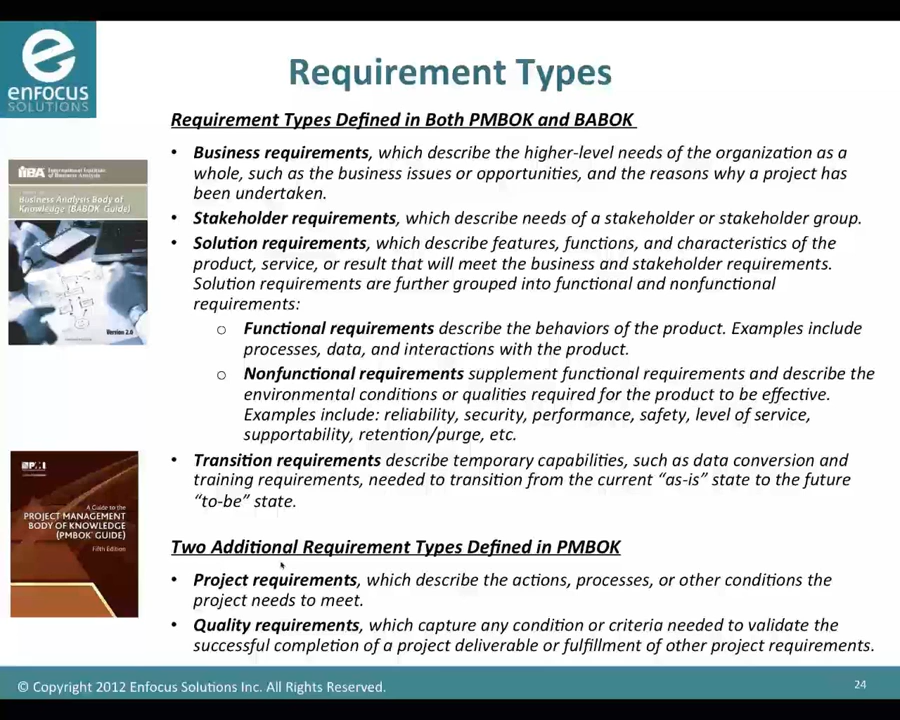 enFocus
SOLUTIONS
Requirement Types
Requirement Types Defined in Both PMBOK and BABOK
• Business requirements, which describe the higher-level needs of the organization as a
whole, such as the business issues or opportunities, and the reasons why a project has
been undertaken.
• Stakeholder requirements, which describe needs of a stakeholder or stakeholder group.
• Solution requirements, which describe features, functions, and characteristics of the
product, service, or result that will meet the business and stakeholder requirements.
Solution requirements are further grouped into functional and nonfunctional
requirements:
o Functional requirements describe the behaviors of the product. Examples include
processes, data, and interactions with the product.
o Nonfunctional requirements supplement functional requirements and describe the
environmental conditions or qualities required for the product to be effective.
Examples include: reliability, security, performance, safety, level of service,
supportability, retention/purge, etc.
• Transition requirements describe temporary capabilities, such as data conversion and
training requirements, needed to transition from the current “as-is” state to the future
“to-be” state.
Two Additional Requirement Types Defined in PMBOK
• Project requirements, which describe the actions, processes, or other conditions the
project needs to meet.
• Quality requirements, which capture any condition or criteria needed to validate the
successful completion of a project deliverable or fulfillment of other project requirements.
IIBA International Institute
of Business Analysis
Business Analysis Body of
Knowledge (BABOK Guide)
Version 2.0
PMI
A Guide to the
PROJECT MANAGEMENT
BODY OF KNOWLEDGE
(PMBOK® GUIDE)
Fifth Edition
© Copyright 2012 Enfocus Solutions Inc. All Rights Reserved.
24